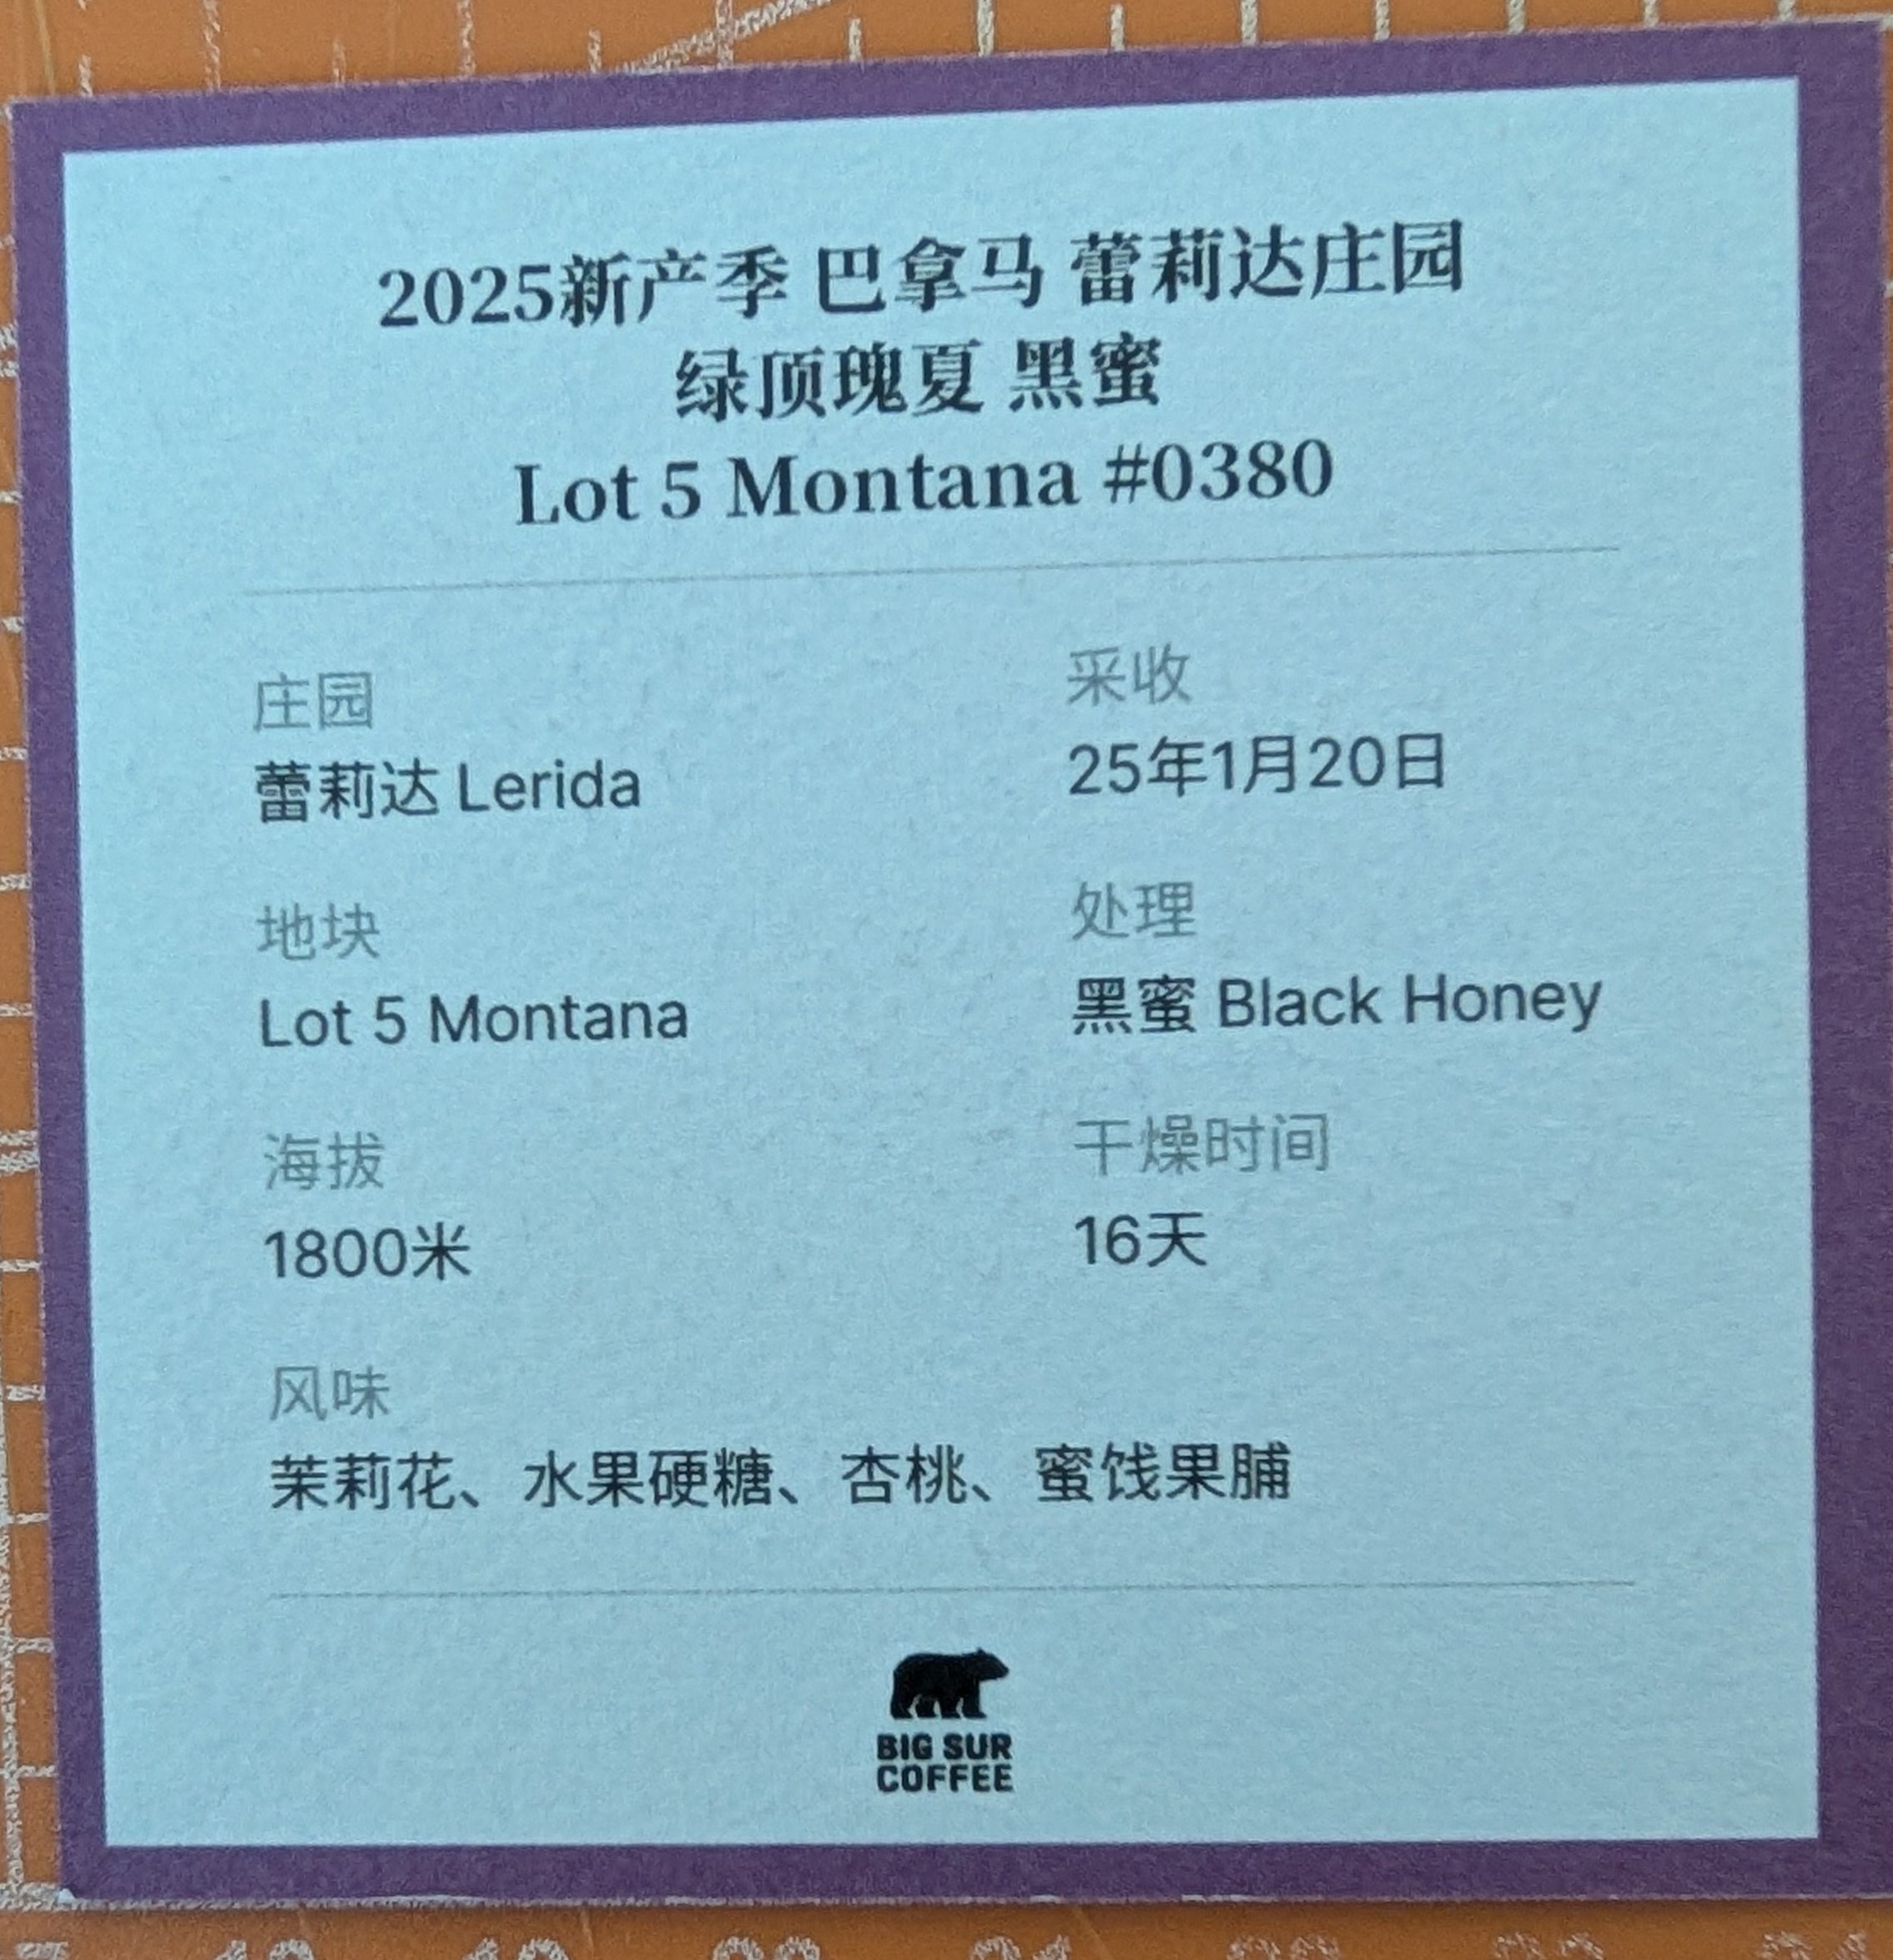 2025新产季 巴拿马 蕾莉达庄园
绿顶瑰夏 黑蜜
Lot 5 Montana #0380
庄园
蕾莉达 Lerida
采收
25年1月20日
地块
Lot 5 Montana
处理
黑蜜 Black Honey
海拔
1800米
干燥时间
16天
风味
茉莉花、水果硬糖、杏桃、蜜饯果脯
BIG SUR
COFFEE